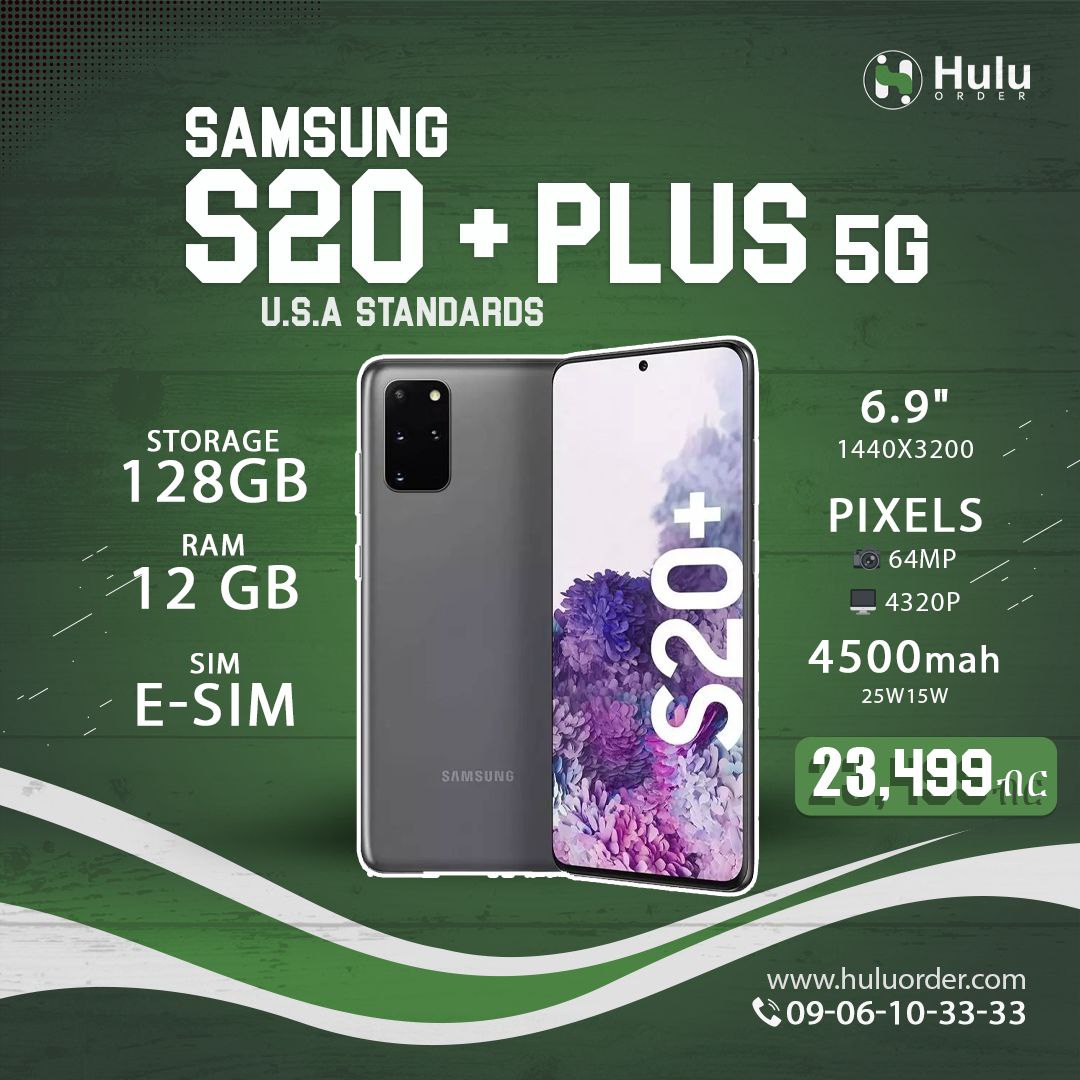 Hulu
ORDER
SAMSUNG
S20 + PLUS 5G
U.S.A STANDARDS
STORAGE
128GB
RAM
12 GB
SIM
E-SIM
SAMSUNG
S20+
6.9"
1440X3200
PIXELS
64MP
4320P
4500mah
25W15W
23,499 ብር
www.huluorder.com
09-06-10-33-33